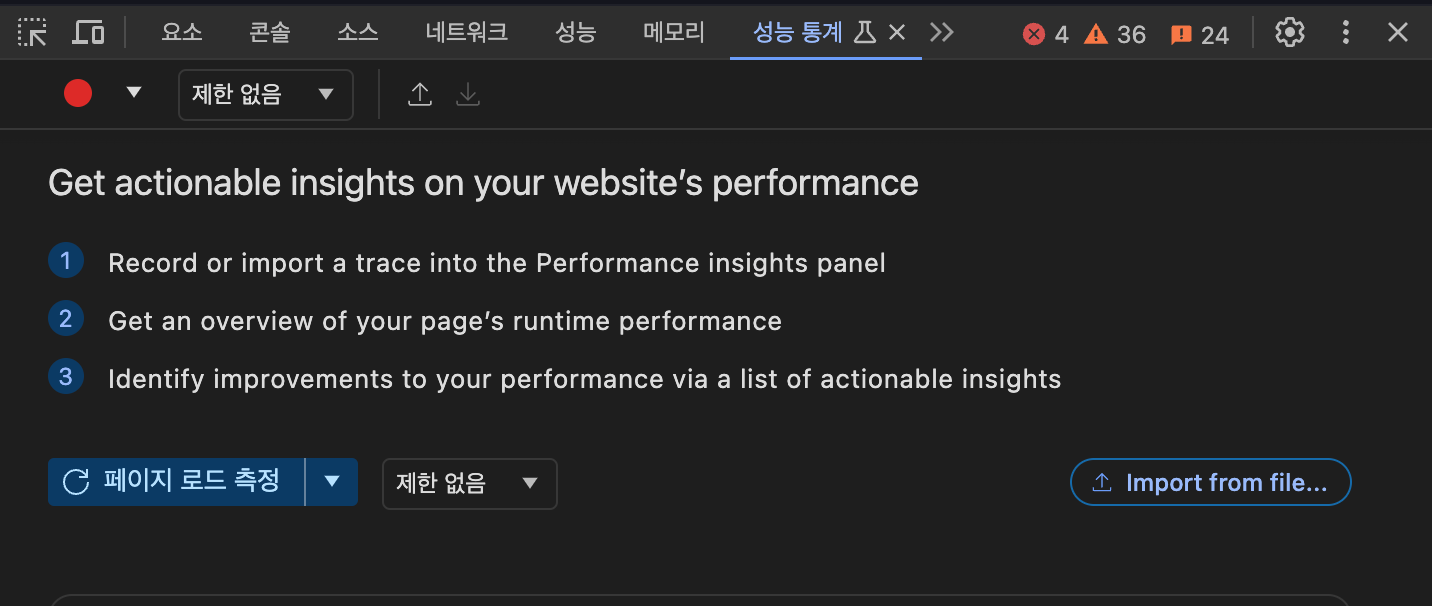 요소 콘솔 소스 네트워크 성능 메모리 성능 통계 4 36 24
제한 없음
Get actionable insights on your website’s performance
1 Record or import a trace into the Performance insights panel
2 Get an overview of your page’s runtime performance
3 Identify improvements to your performance via a list of actionable insights
페이지 로드 측정 제한 없음 Import from file...